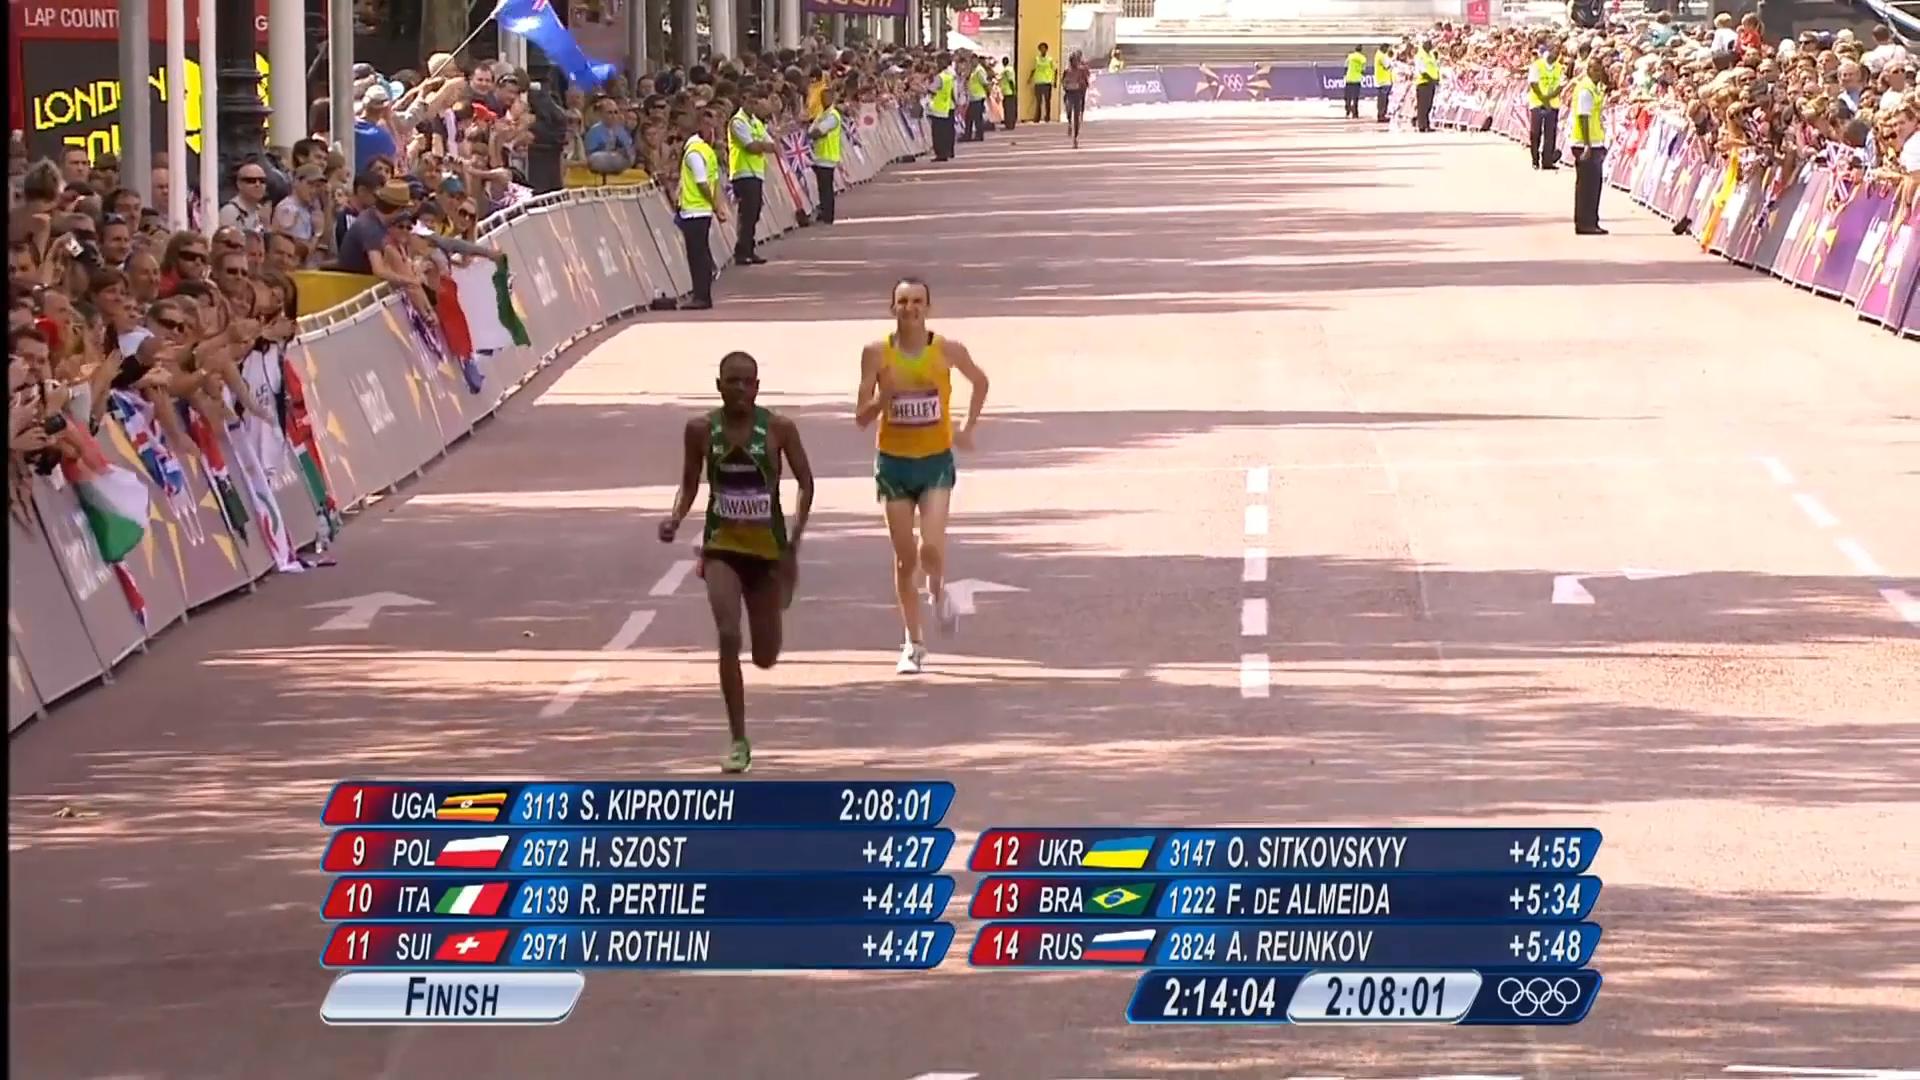 LAP COUNT
LONDON
London 2012
SHELLEY
1 UGA 3113 S. KIPROTICH 2:08:01
9 POL 2672 H. SZOST +4:27
10 ITA 2139 R. PERTILE +4:44
11 SUI 2971 V. ROTHLIN +4:47
12 UKR 3147 O. SITKOVSKYY +4:55
13 BRA 1222 F. DE ALMEIDA +5:34
14 RUS 2824 A. REUNKOV +5:48
FINISH
2:14:04 2:08:01